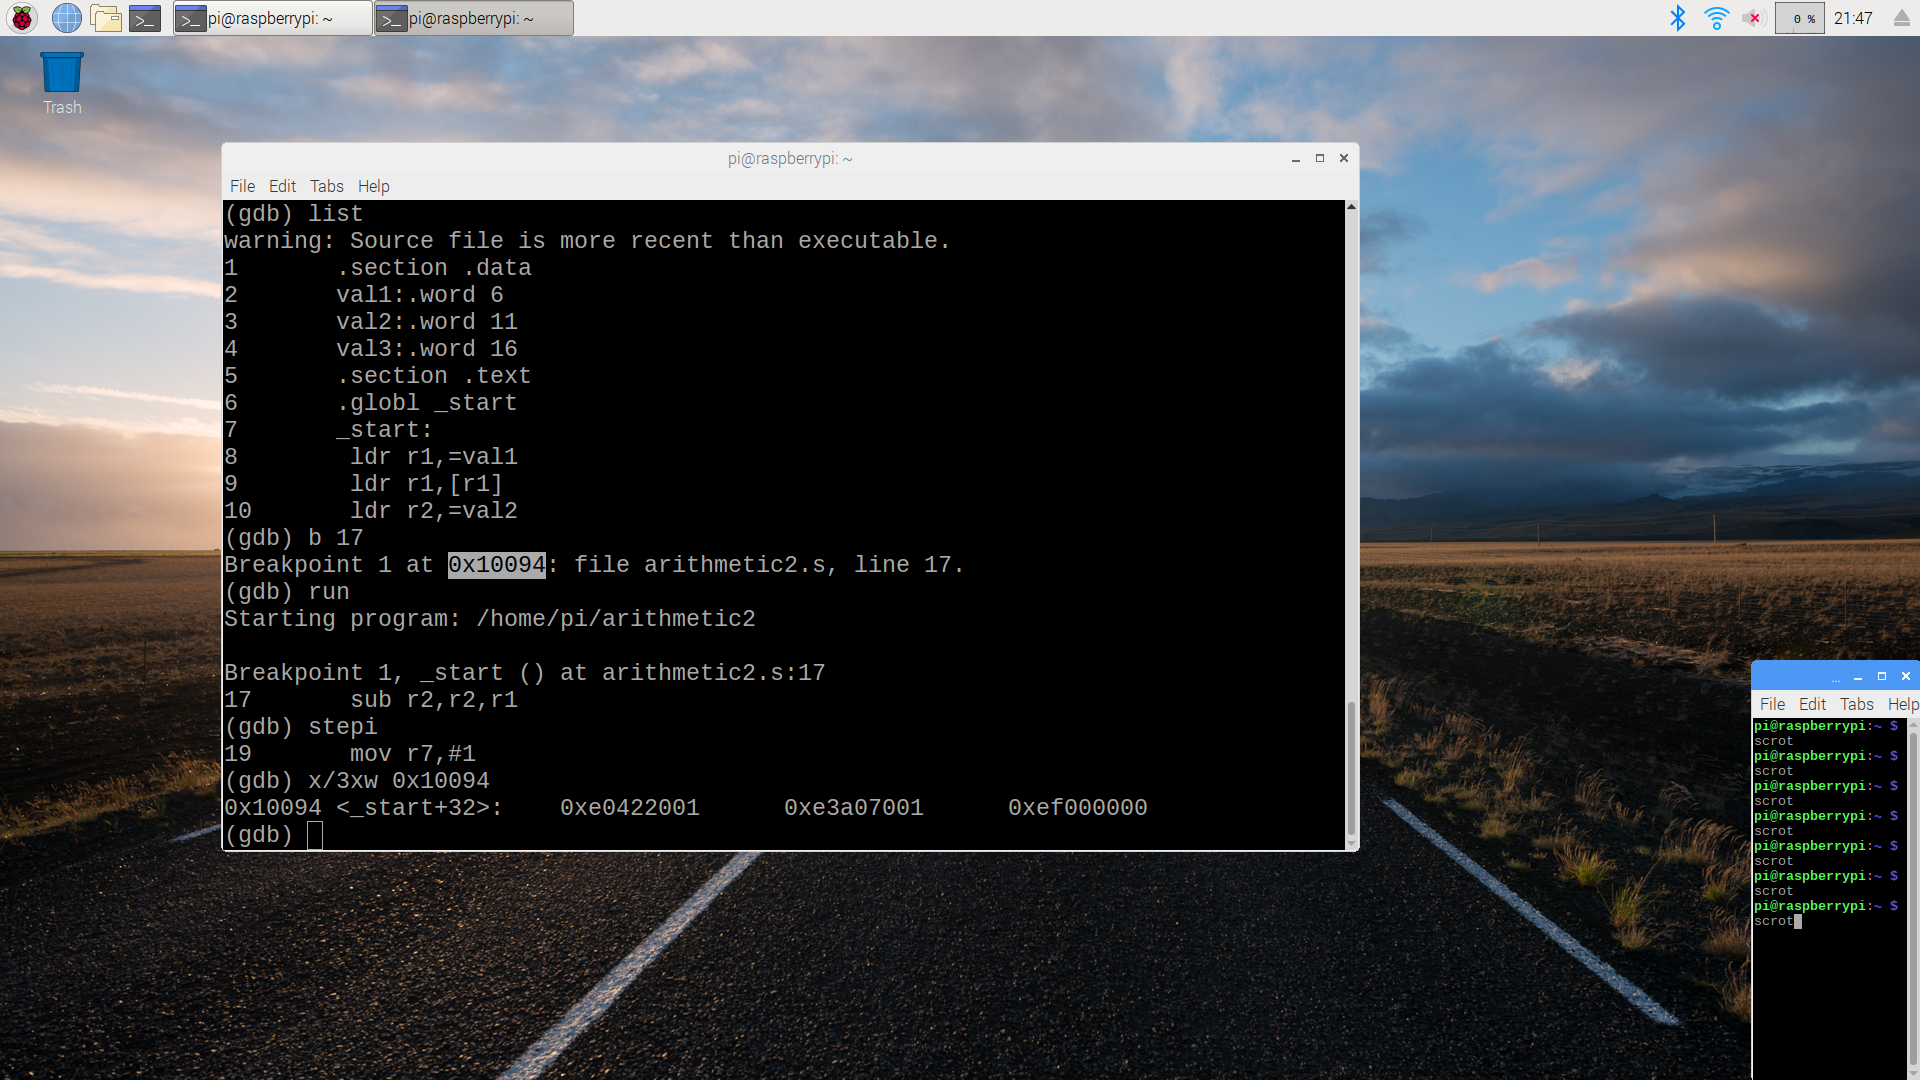 pi@raspberrypi: ~
pi@raspberrypi: ~
0 %
21:47
Trash
pi@raspberrypi: ~
File Edit Tabs Help
(gdb) list
warning: Source file is more recent than executable.
1       .section .data
2       val1:.word 6
3       val2:.word 11
4       val3:.word 16
5       .section .text
6       .globl _start
7       _start:
8        ldr r1,=val1
9        ldr r1,[r1]
10       ldr r2,=val2
(gdb) b 17
Breakpoint 1 at 0x10094: file arithmetic2.s, line 17.
(gdb) run
Starting program: /home/pi/arithmetic2
Breakpoint 1, _start () at arithmetic2.s:17
17       sub r2,r2,r1
(gdb) stepi
19       mov r7,#1
(gdb) x/3xw 0x10094
0x10094 <_start+32>:    0xe0422001      0xe3a07001      0xef000000
(gdb)
...
File Edit Tabs Help
pi@raspberrypi:~ $
scrot
pi@raspberrypi:~ $
scrot
pi@raspberrypi:~ $
scrot
pi@raspberrypi:~ $
scrot
pi@raspberrypi:~ $
scrot
pi@raspberrypi:~ $
scrot
pi@raspberrypi:~ $
scrot